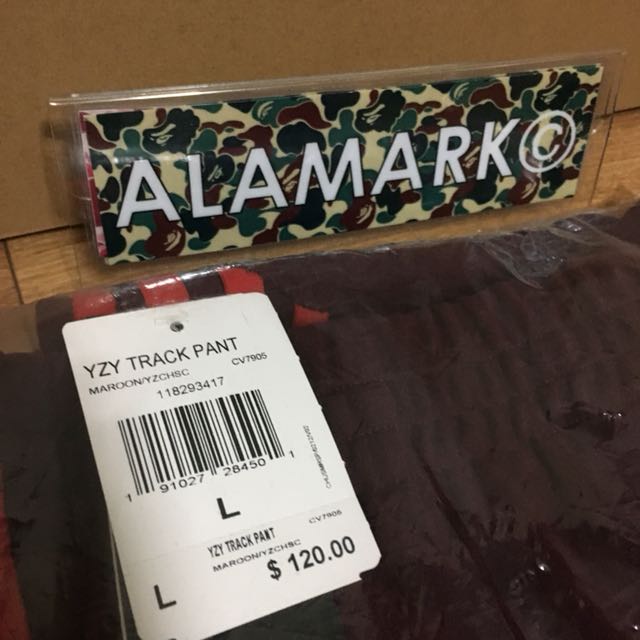 ALAMARK©
YZY TRACK PANT
MAROON/YZCHSC CV7905
118293417
1 91027 28450 1
L
YZY TRACK PANT CV7905
MAROON/YZCHSC
$ 120.00
L